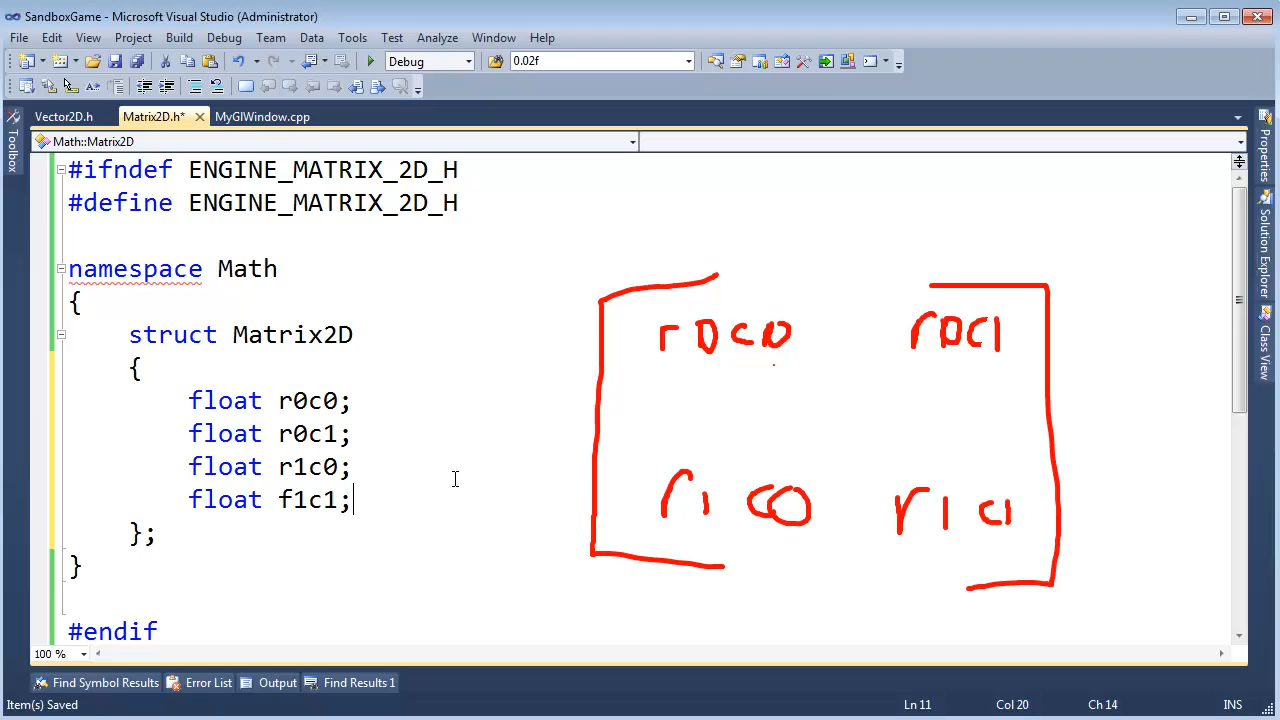 SandboxGame - Microsoft Visual Studio (Administrator)
File Edit View Project Build Debug Team Data Tools Test Analyze Window Help
Debug 0.02f
Vector2D.h Matrix2D.h* MyGlWindow.cpp
Math::Matrix2D
Toolbox
Properties
Solution Explorer
Class View
#ifndef ENGINE_MATRIX_2D_H
#define ENGINE_MATRIX_2D_H
namespace Math
{
struct Matrix2D
{
float r0c0;
float r0c1;
float r1c0;
float f1c1;
};
}
#endif
r0c0 r0c1
r1c0 r1c1
100 %
Find Symbol Results Error List Output Find Results 1
Item(s) Saved Ln 11 Col 20 Ch 14 INS